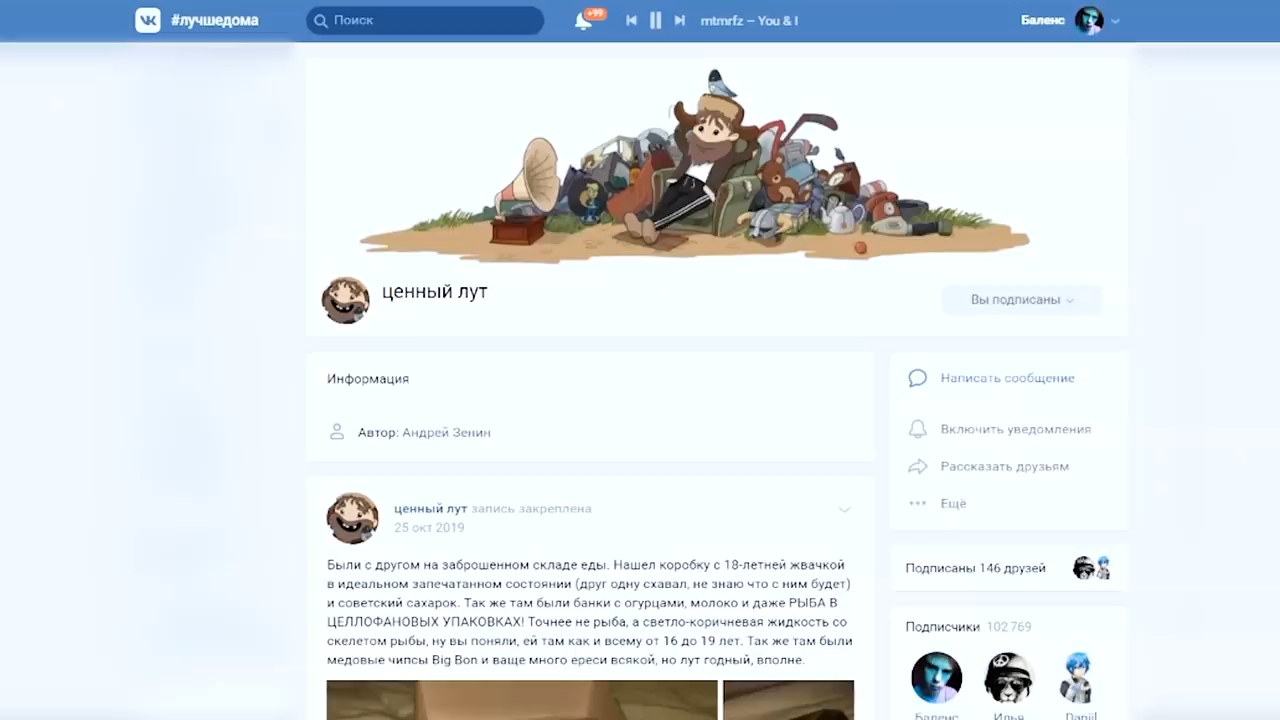 #лучшедома
Поиск
+99
mtmrfz – You & I
Баленс
ценный лут
Вы подписаны
Информация
Автор: Андрей Зенин
Написать сообщение
Включить уведомления
Рассказать друзьям
Ещё
ценный лут запись закреплена
25 окт 2019
Были с другом на заброшенном складе еды. Нашел коробку с 18-летней жвачкой
в идеальном запечатанном состоянии (друг одну схавал, не знаю что с ним будет)
и советский сахарок. Так же там были банки с огурцами, молоко и даже РЫБА В
ЦЕЛЛОФАНОВЫХ УПАКОВКАХ! Точнее не рыба, а светло-коричневая жидкость со
скелетом рыбы, ну вы поняли, ей там как и всему от 16 до 19 лет. Так же там были
медовые чипсы Big Bon и ваще много ереси всякой, но лут годный, вполне.
Подписаны 146 друзей
Подписчики 102 769
Баленс Илья Daniil